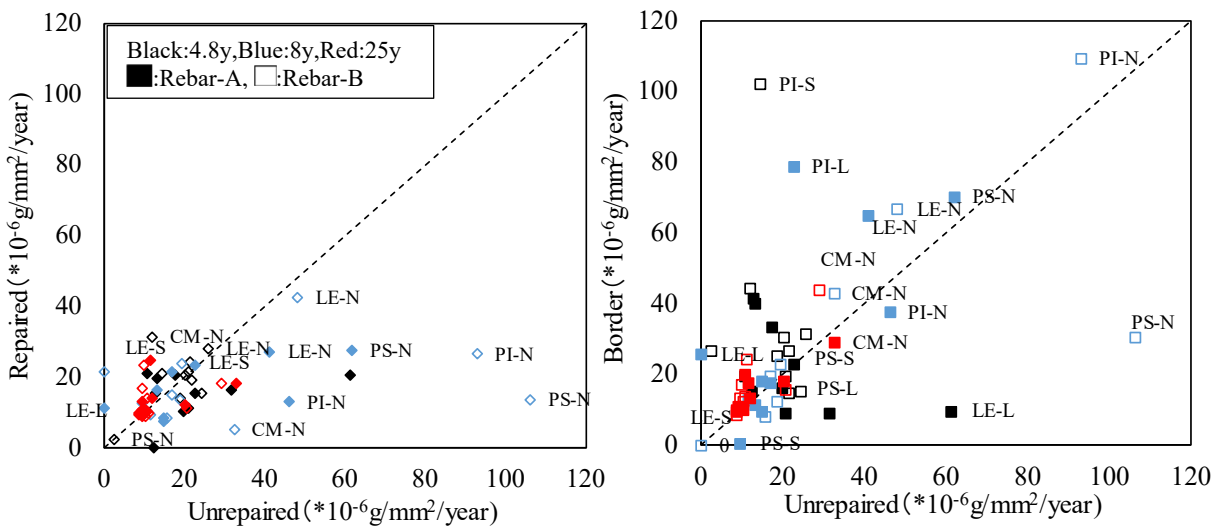 120
100
80
60
40
20
0
Repaired（*10-6g/mm2/year)
Black:4.8y,Blue:8y,Red:25y
■:Rebar-A, □:Rebar-B
LE-N
LE-S
CM-N
LE-N
LE-N
PS-N
PI-N
LE-S
LE-L
PI-N
PS-N
PS-N
CM-N
0
20
40
60
80
100
120
Unrepaired（*10-6g/mm2/year)
120
100
80
60
40
20
0
Border（*10-6g/mm2/year)
PI-N
PI-S
PI-L
PS-N
LE-N
LE-N
CM-N
CM-N
PI-N
PS-N
CM-N
LE-L
PS-S
PS-L
LE-S
LE-L
PS-S
0
0
20
40
60
80
100
120
Unrepaired（*10-6g/mm2/year)